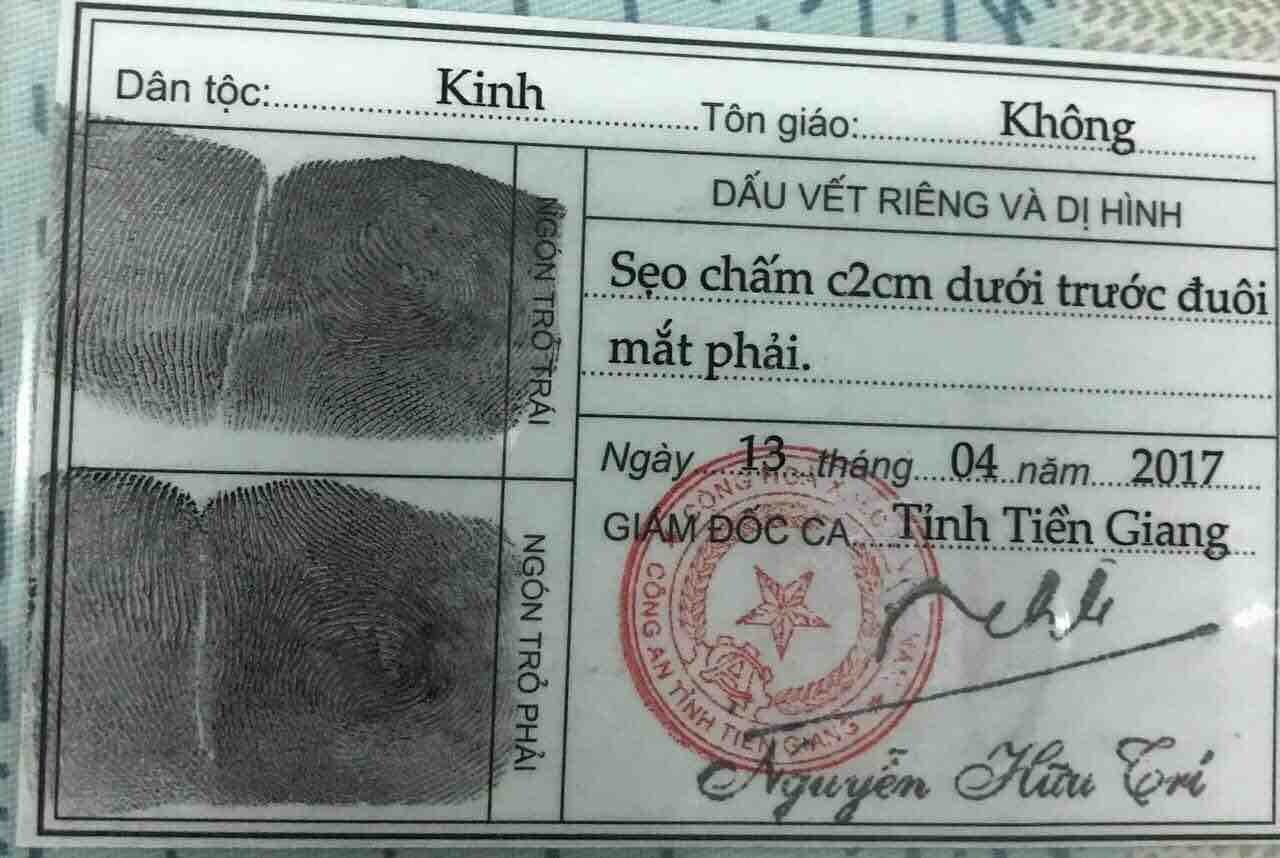 Dân tộc: Kinh Tôn giáo: Không
NGÓN TRỎ TRÁI
NGÓN TRỎ PHẢI
DẤU VẾT RIÊNG VÀ DỊ HÌNH
Sẹo chấm c2cm dưới trước đuôi
mắt phải.
Ngày 13 tháng 04 năm 2017
GIÁM ĐỐC CA Tỉnh Tiền Giang
CÔNG AN TỈNH TIỀN GIANG
Nguyễn Hữu Trí